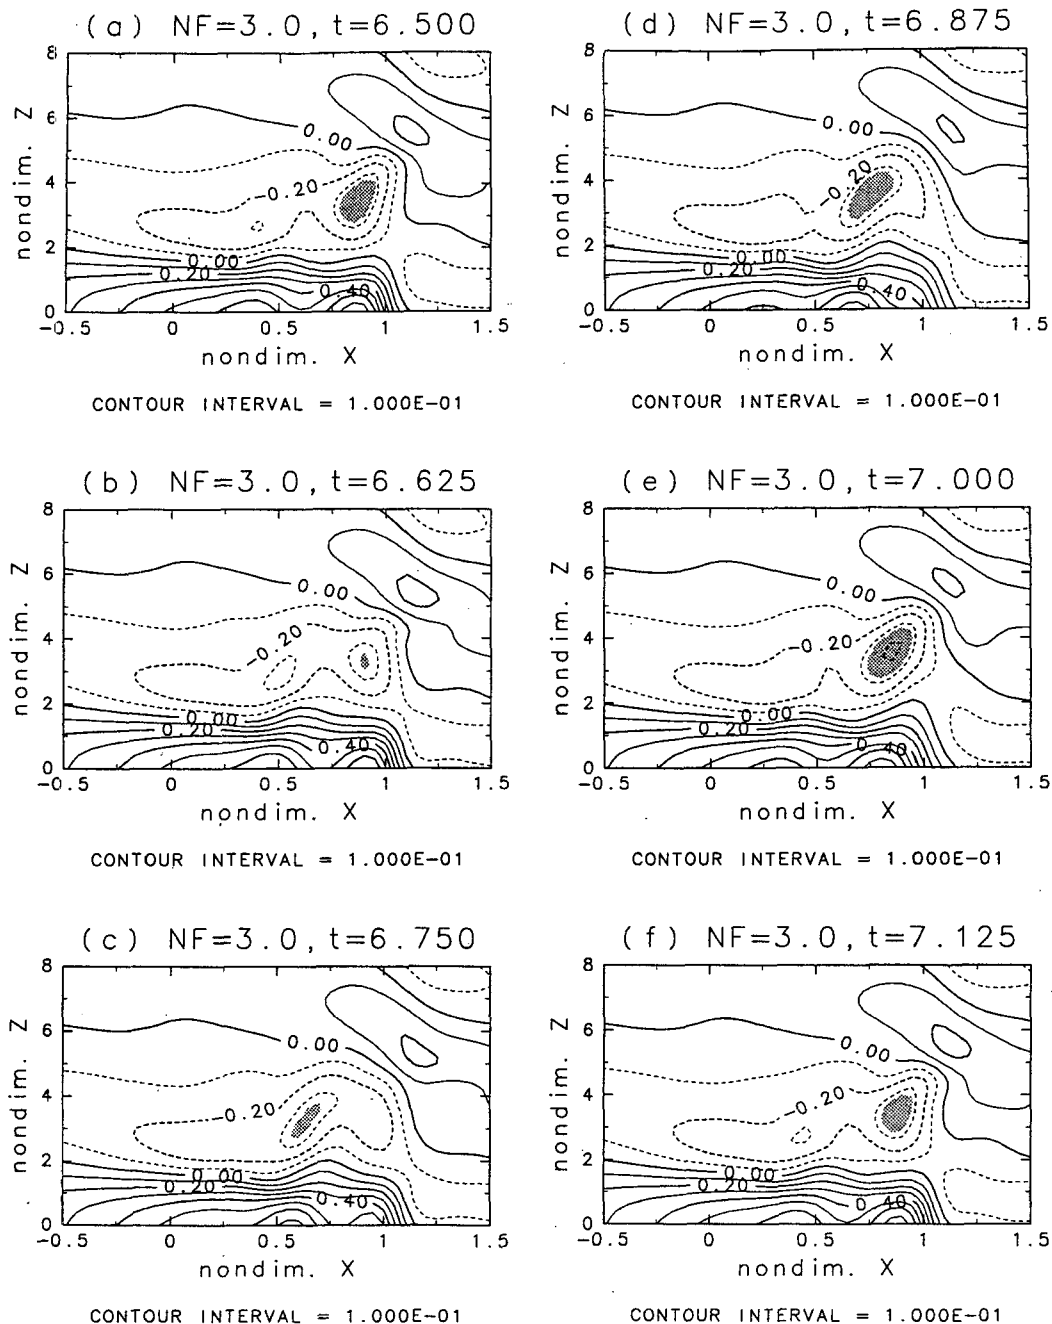 (a) NF=3.0, t=6.500
8
6
4
2
0
nondim. Z
0.00
-0.20
0.00
0.20
0.40
-0.5 0 0.5 1 1.5
nondim. X
CONTOUR INTERVAL = 1.000E-01
(b) NF=3.0, t=6.625
8
6
4
2
0
nondim. Z
0.00
-0.20
0.00
0.20
0.40
-0.5 0 0.5 1 1.5
nondim. X
CONTOUR INTERVAL = 1.000E-01
(c) NF=3.0, t=6.750
8
6
4
2
0
nondim. Z
0.00
-0.20
0.00
0.20
0.40
-0.5 0 0.5 1 1.5
nondim. X
CONTOUR INTERVAL = 1.000E-01
(d) NF=3.0, t=6.875
8
6
4
2
0
nondim. Z
0.00
-0.20
0.00
0.20
0.40
-0.5 0 0.5 1 1.5
nondim. X
CONTOUR INTERVAL = 1.000E-01
(e) NF=3.0, t=7.000
8
6
4
2
0
nondim. Z
0.00
-0.20
0.00
0.20
0.40
-0.5 0 0.5 1 1.5
nondim. X
CONTOUR INTERVAL = 1.000E-01
(f) NF=3.0, t=7.125
8
6
4
2
0
nondim. Z
0.00
-0.20
0.00
0.20
0.40
-0.5 0 0.5 1 1.5
nondim. X
CONTOUR INTERVAL = 1.000E-01